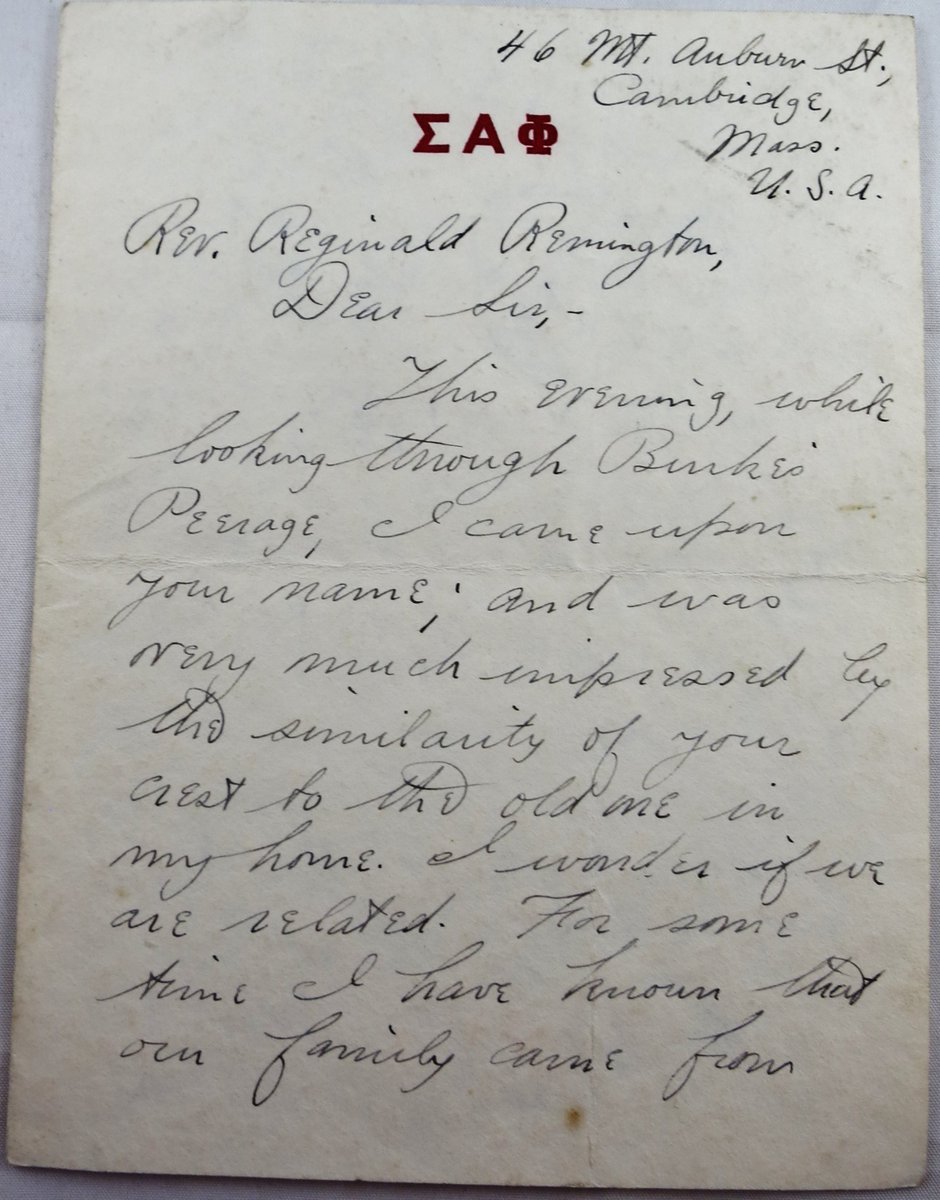 46 Mt. Auburn St.,
Cambridge,
ΣΑΦ
Mass.
U. S. A.
Rev. Reginald Remington,
Dear Sir,-
This evening, while
looking through Burke's
Peerage, I came upon
your name; and was
very much impressed by
the similarity of your
crest to the old one in
my home. I wonder if we
are related. For some
time I have known that
our family came from